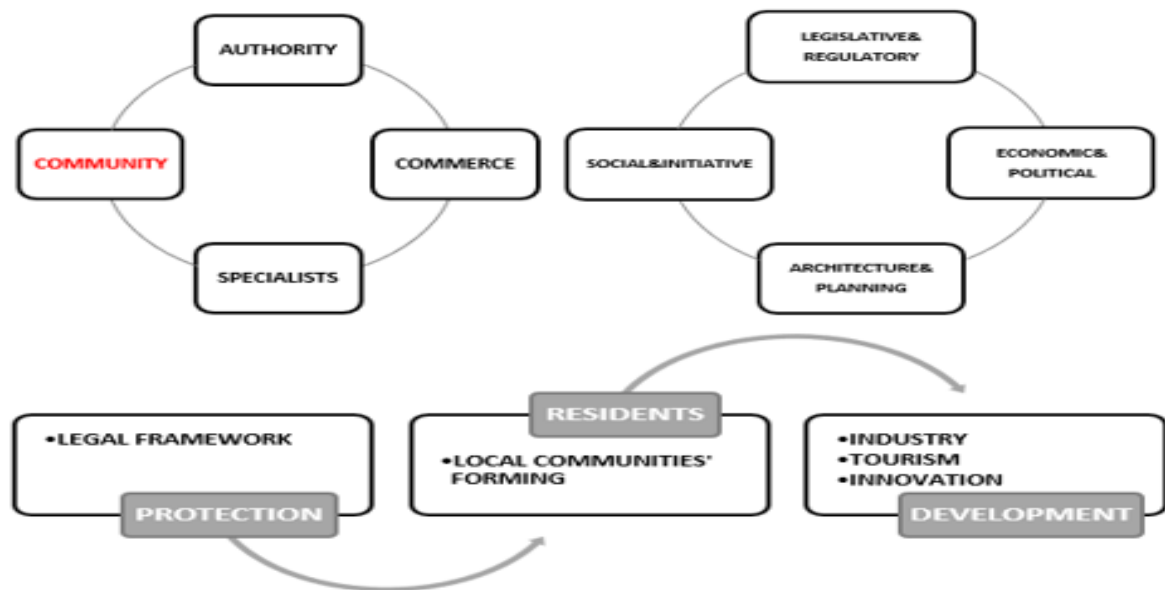 AUTHORITY
COMMUNITY
COMMERCE
SPECIALISTS
LEGISLATIVE&
REGULATORY
SOCIAL&INITIATIVE
ECONOMIC&
POLITICAL
ARCHITECTURE&
PLANNING
•LEGAL FRAMEWORK
PROTECTION
RESIDENTS
•LOCAL COMMUNITIES'
FORMING
•INDUSTRY
•TOURISM
•INNOVATION
DEVELOPMENT